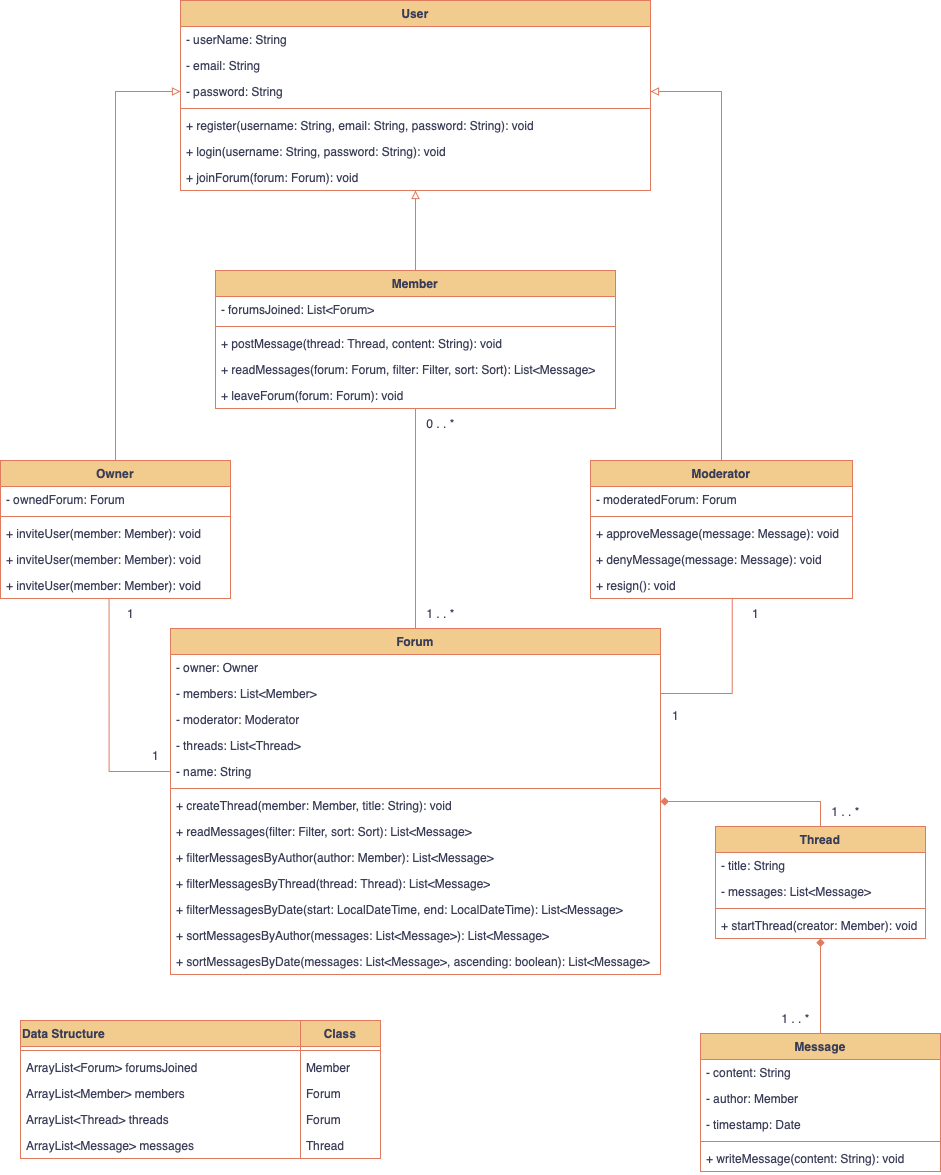 User
- userName: String
- email: String
- password: String
+ register(username: String, email: String, password: String): void
+ login(username: String, password: String): void
+ joinForum(forum: Forum): void
Member
- forumsJoined: List<Forum>
+ postMessage(thread: Thread, content: String): void
+ readMessages(forum: Forum, filter: Filter, sort: Sort): List<Message>
+ leaveForum(forum: Forum): void
0 . . *
Owner
- ownedForum: Forum
+ inviteUser(member: Member): void
+ inviteUser(member: Member): void
+ inviteUser(member: Member): void
1
Moderator
- moderatedForum: Forum
+ approveMessage(message: Message): void
+ denyMessage(message: Message): void
+ resign(): void
1
1 . . *
Forum
- owner: Owner
- members: List<Member>
- moderator: Moderator
- threads: List<Thread>
- name: String
1
1
+ createThread(member: Member, title: String): void
+ readMessages(filter: Filter, sort: Sort): List<Message>
+ filterMessagesByAuthor(author: Member): List<Message>
+ filterMessagesByThread(thread: Thread): List<Message>
+ filterMessagesByDate(start: LocalDateTime, end: LocalDateTime): List<Message>
+ sortMessagesByAuthor(messages: List<Message>): List<Message>
+ sortMessagesByDate(messages: List<Message>, ascending: boolean): List<Message>
1 . . *
Thread
- title: String
- messages: List<Message>
+ startThread(creator: Member): void
1 . . *
Message
- content: String
- author: Member
- timestamp: Date
+ writeMessage(content: String): void
Data Structure Class
ArrayList<Forum> forumsJoined Member
ArrayList<Member> members Forum
ArrayList<Thread> threads Forum
ArrayList<Message> messages Thread